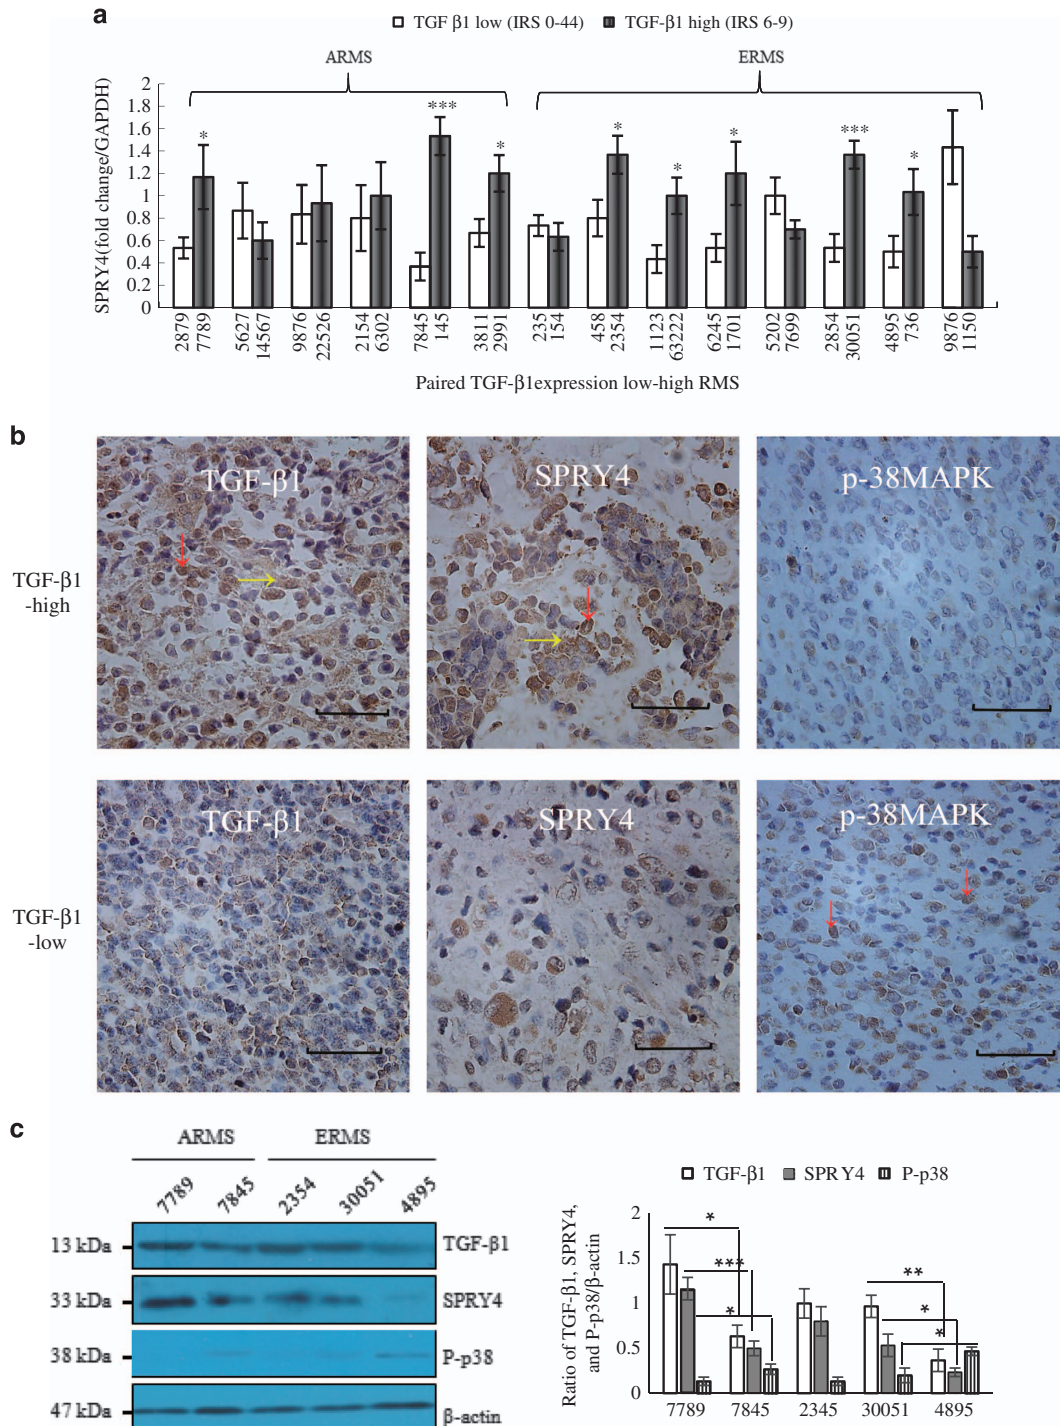 a
TGF β1 low (IRS 0-44) TGF-β1 high (IRS 6-9)
ARMS ERMS
SPRY4(fold change/GAPDH)
2
1.8
1.6
1.4
1.2
1
0.8
0.6
0.4
0.2
0
* *** * * * * *** *
2879 7789 5627 14567 9876 22526 2154 6302 7845 145 3811 2991 235 154 458 2354 1123 63222 6245 1701 5202 7699 2854 30051 4895 736 9876 1150
Paired TGF-β1expression low-high RMS
b
TGF-β1 SPRY4 p-38MAPK
TGF-β1
-high
TGF-β1 SPRY4 p-38MAPK
TGF-β1
-low
c
ARMS ERMS
7789 7845 2354 30051 4895
13 kDa TGF-β1
33 kDa SPRY4
38 kDa P-p38
47 kDa β-actin
TGF-β1 SPRY4 P-p38
Ratio of TGF-β1, SPRY4,
and P-p38/β-actin
2
1.5
1
0.5
0
* *** * ** * *
7789 7845 2345 30051 4895